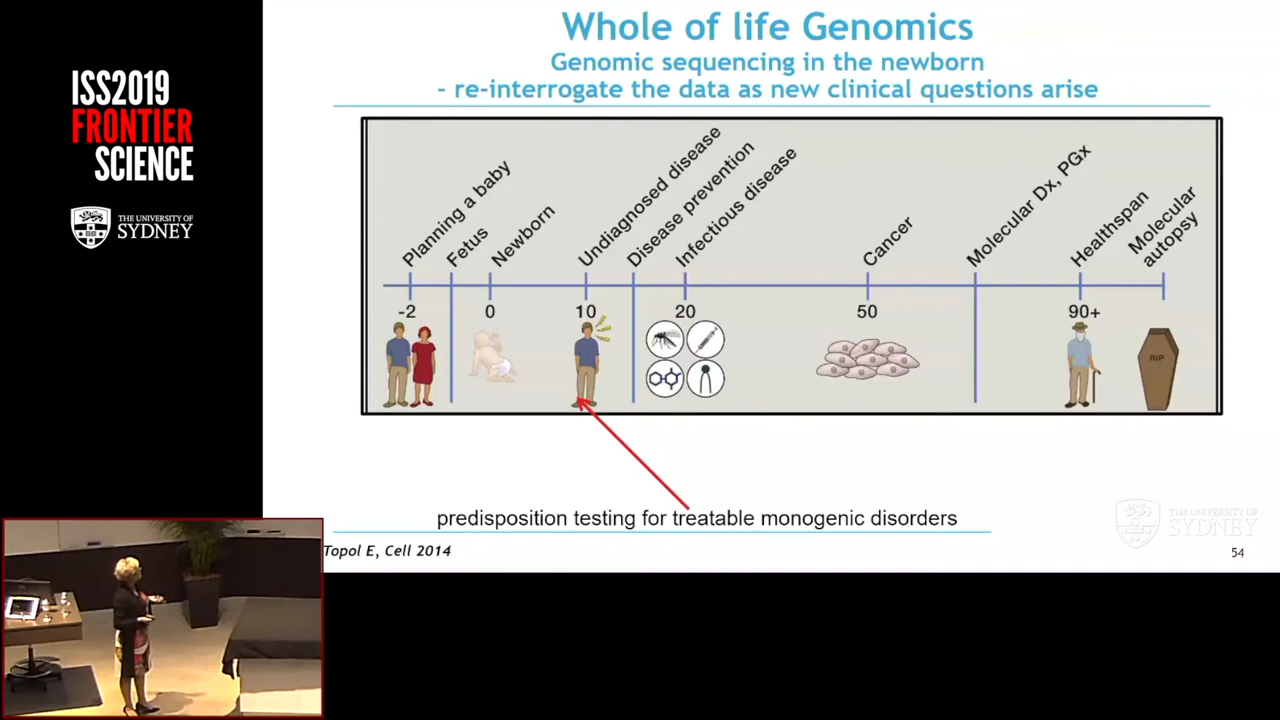 ISS2019
FRONTIER
SCIENCE
THE UNIVERSITY OF
SYDNEY
Whole of life Genomics
Genomic sequencing in the newborn
- re-interrogate the data as new clinical questions arise
Planning a baby
Fetus
Newborn
Undiagnosed disease
Disease prevention
Infectious disease
Cancer
Molecular Dx, PGx
Healthspan
Molecular
autopsy
-2
0
10
20
50
90+
RIP
predisposition testing for treatable monogenic disorders
THE UNIVERSITY OF
SYDNEY
Topol E, Cell 2014
54